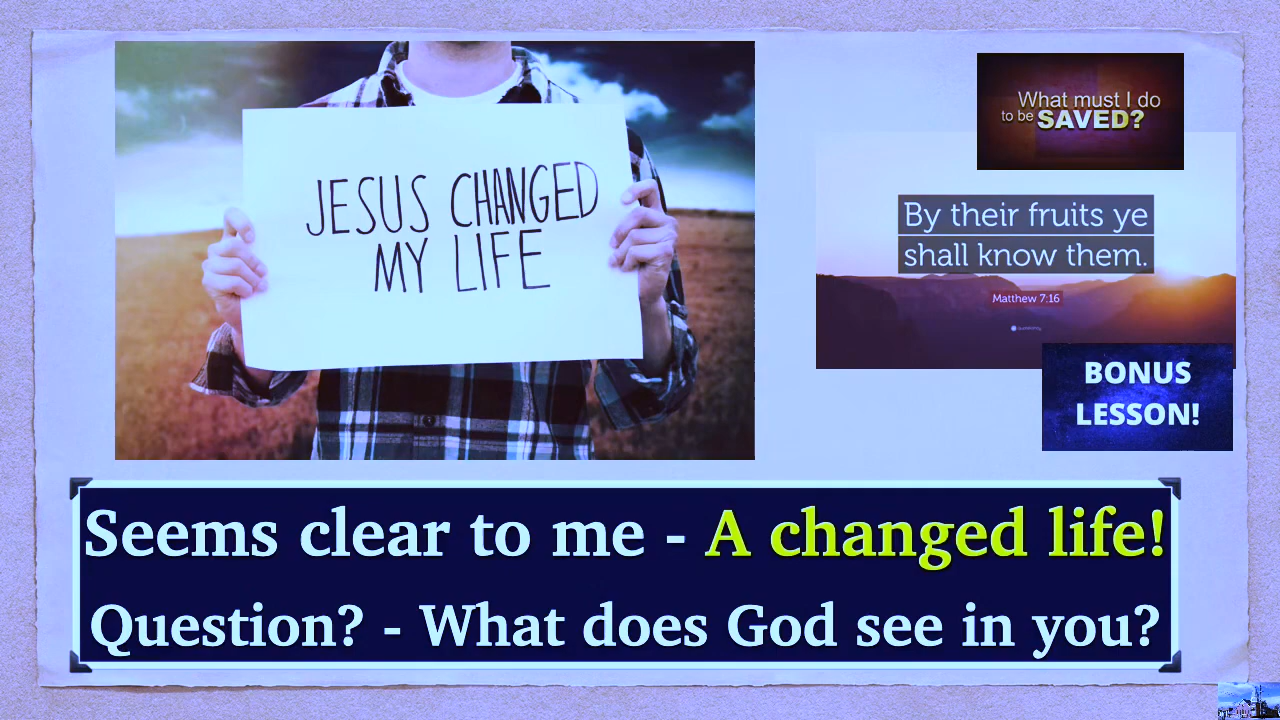 JESUS CHANGED
MY LIFE
What must I do
to be SAVED?
By their fruits ye
shall know them.
Matthew 7:16
BONUS
LESSON!
Seems clear to me - A changed life!
Question? - What does God see in you?